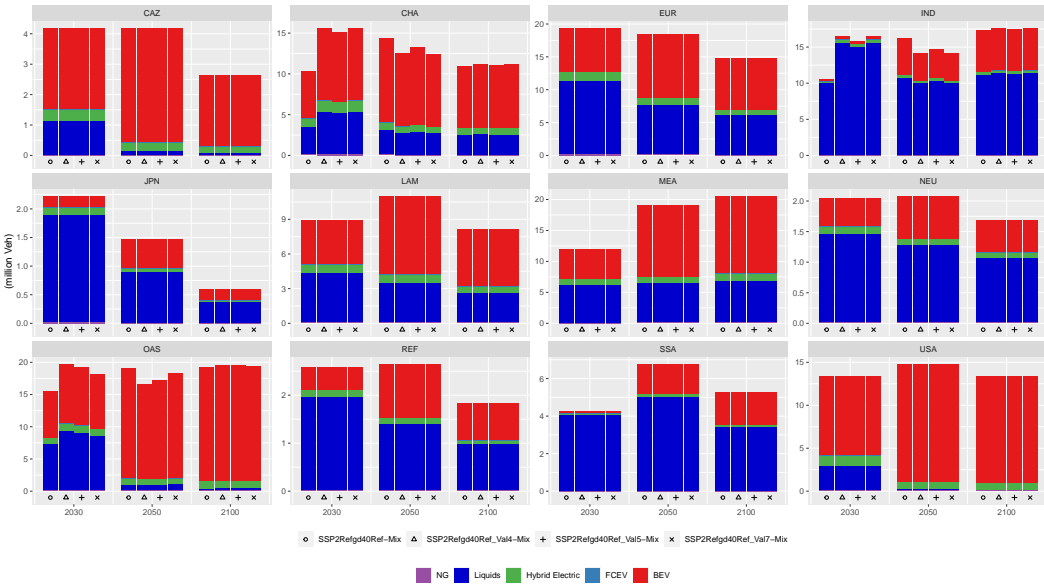 CAZ CHA EUR IND
4 3 2 1 0
15 10 5 0
20 15 10 5 0
15 10 5 0
JPN LAM MEA NEU
2.0 1.5 1.0 0.5 0.0
9 6 3 0
20 15 10 5 0
2.0 1.5 1.0 0.5 0.0
(million Veh)
OAS REF SSA USA
20 15 10 5 0
2 1 0
6 4 2 0
15 10 5 0
2030 2050 2100 2030 2050 2100 2030 2050 2100 2030 2050 2100
SSP2Refgd40Ref−Mix SSP2Refgd40Ref_Val4−Mix SSP2Refgd40Ref_Val5−Mix SSP2Refgd40Ref_Val7−Mix
NG Liquids Hybrid Electric FCEV BEV